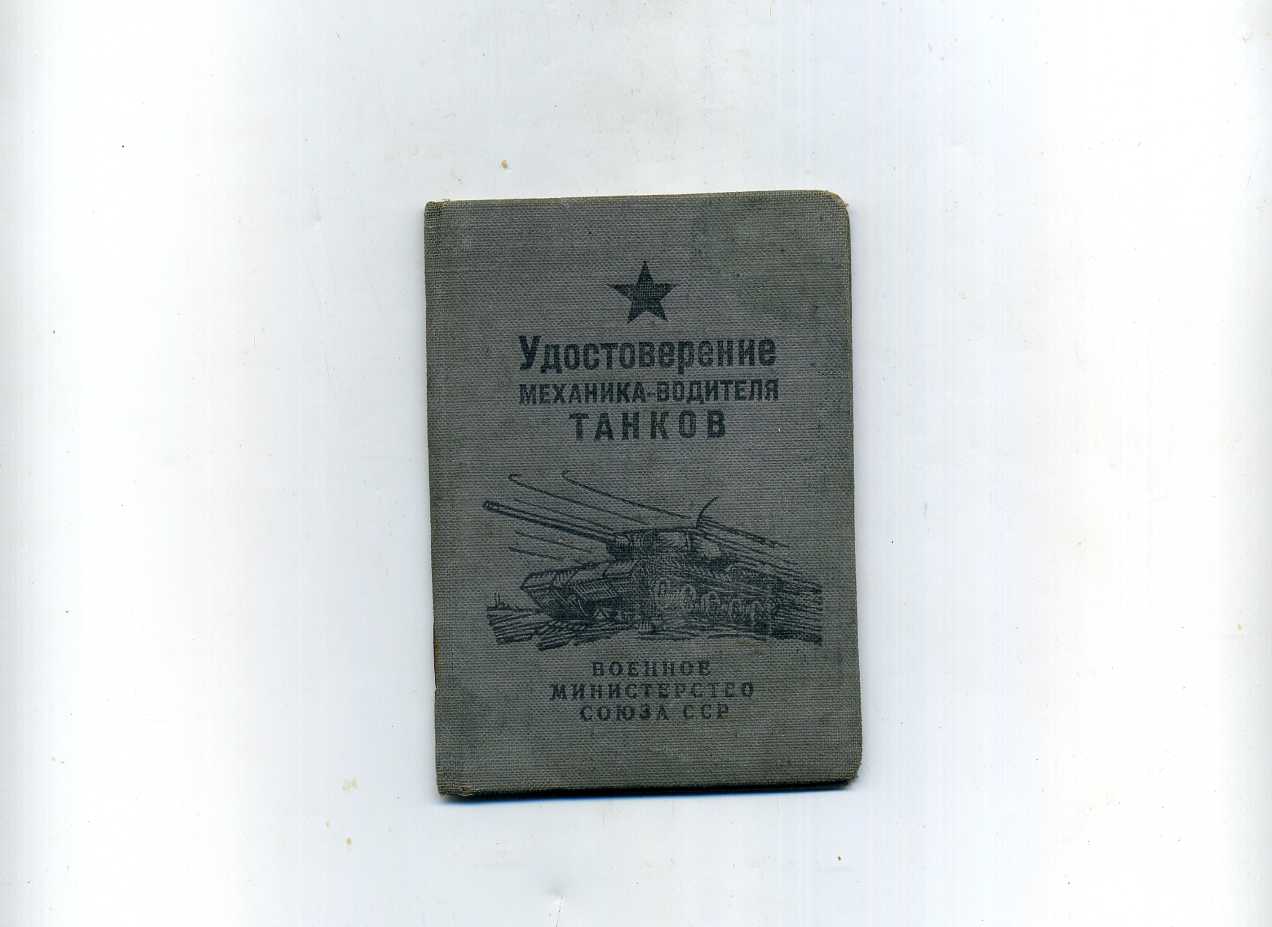 Удостоверение
МЕХАНИКА-ВОДИТЕЛЯ
ТАНКОВ
ВОЕННОЕ
МИНИСТЕРСТВО
СОЮЗА ССР